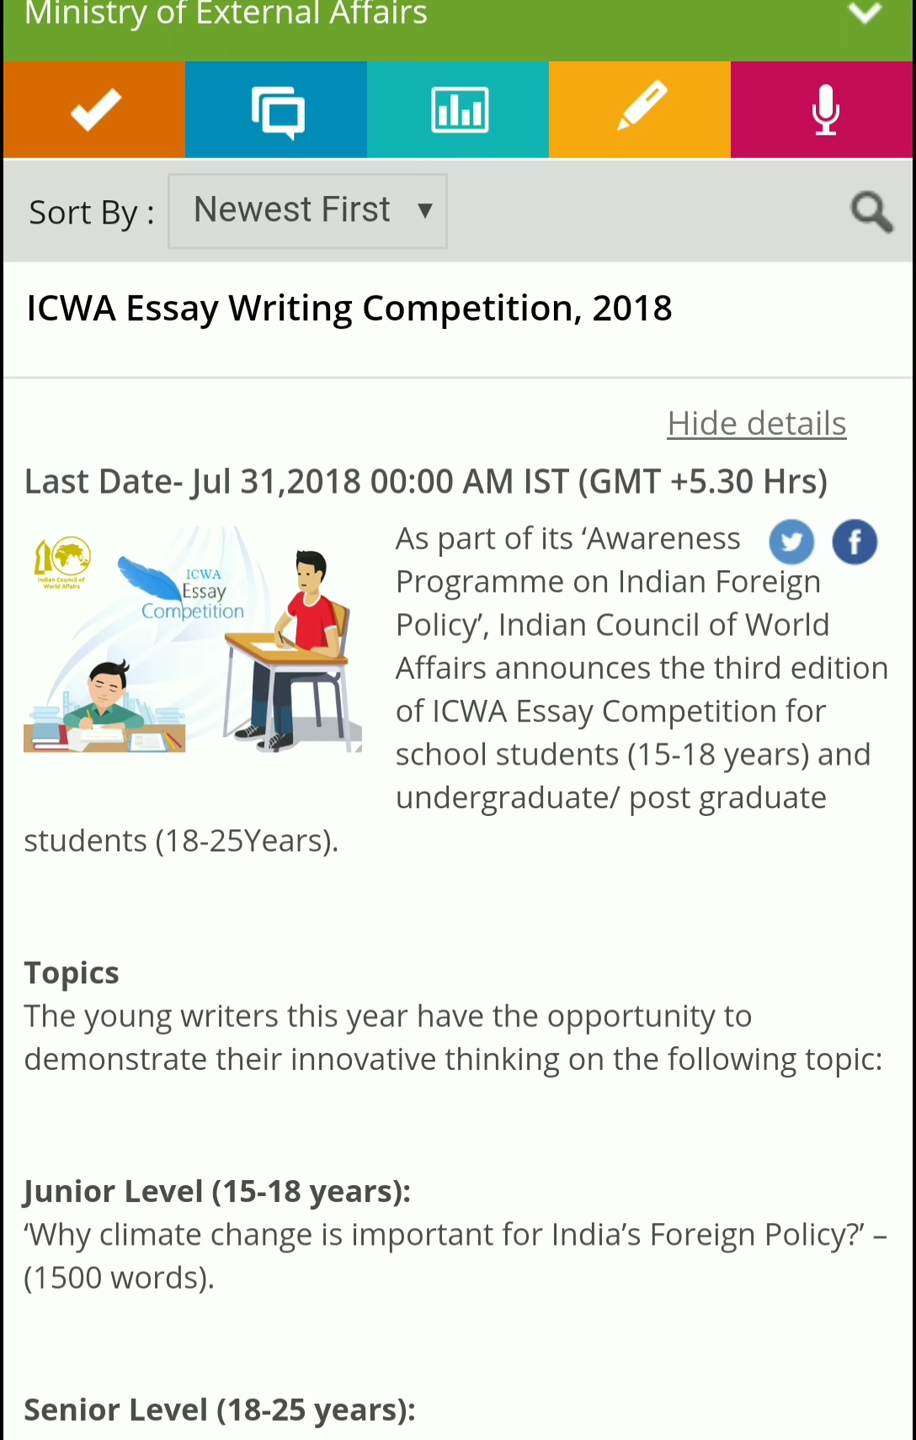 Ministry of External Affairs
Sort By :
Newest First ▼
ICWA Essay Writing Competition, 2018
Hide details
Last Date- Jul 31,2018 00:00 AM IST (GMT +5.30 Hrs)
Indian Council of
World Affairs
ICWA
Essay
Competition
As part of its ‘Awareness
Programme on Indian Foreign
Policy’, Indian Council of World
Affairs announces the third edition
of ICWA Essay Competition for
school students (15-18 years) and
undergraduate/ post graduate
students (18-25Years).
Topics
The young writers this year have the opportunity to
demonstrate their innovative thinking on the following topic:
Junior Level (15-18 years):
‘Why climate change is important for India’s Foreign Policy?’ –
(1500 words).
Senior Level (18-25 years):